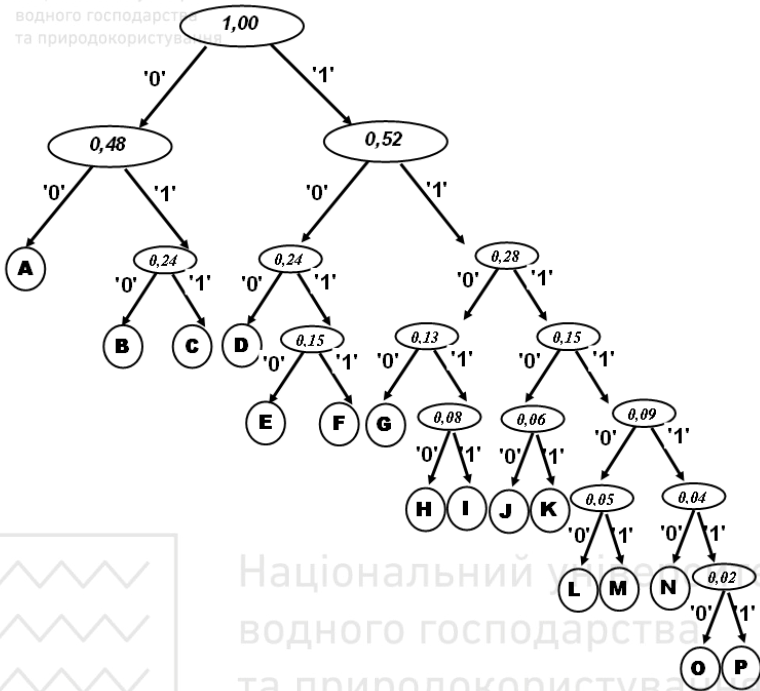 водного господарства
та природокористування
1,00
'0' '1'
0,48 0,52
'0' '1' '0' '1'
A 0,24 0,24 0,28
'0' '1' '0' '1' '0' '1'
B C D 0,15 0,13 0,15
'0' '1' '0' '1' '0' '1'
E F G 0,08 0,06 0,09
'0' '1' '0' '1' '0' '1'
H I J K 0,05 0,04
'0' '1' '0' '1'
Національний
L M N 0,02
'0' '1'
водного господарства
O P
та природокористування